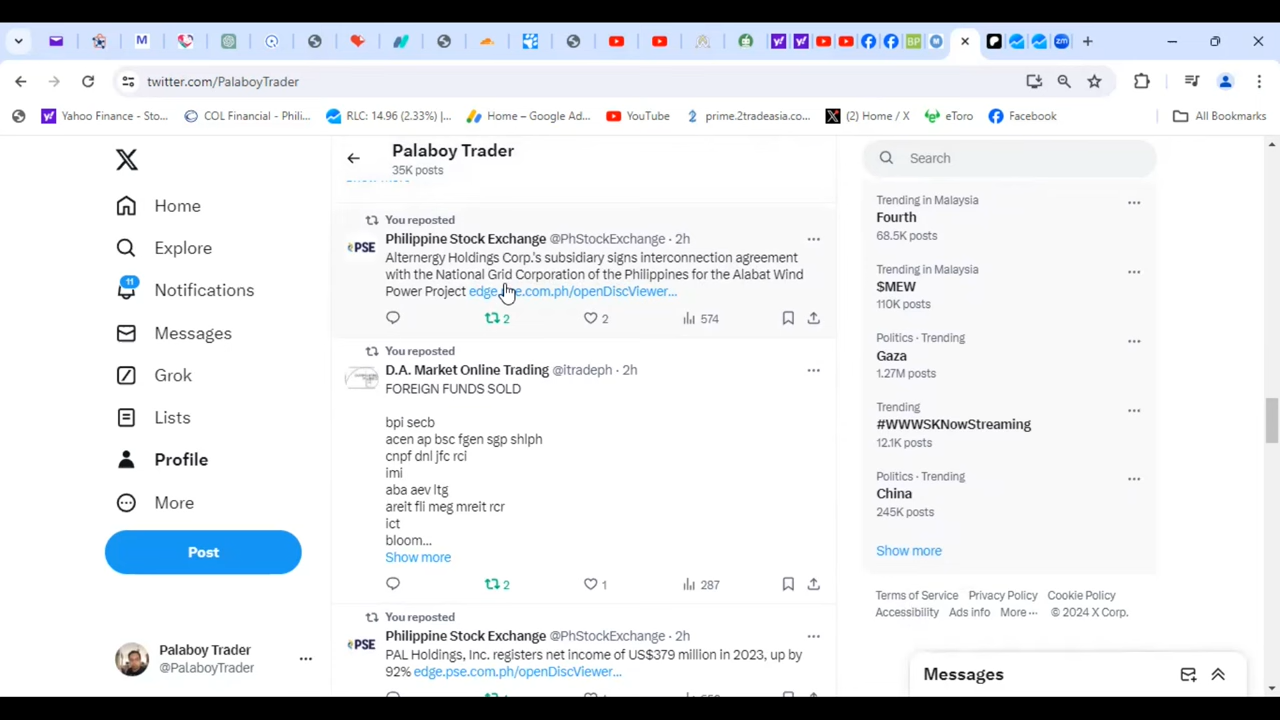 twitter.com/PalaboyTrader
Yahoo Finance - Sto...
COL Financial - Phili...
RLC: 14.96 (2.33%) |...
Home – Google Ad...
YouTube
prime.2tradeasia.co...
(2) Home / X
eToro
Facebook
All Bookmarks
Palaboy Trader
35K posts
Home
Explore
11
Notifications
Messages
Grok
Lists
Profile
More
Post
Palaboy Trader
@PalaboyTrader
You reposted
PSE
Philippine Stock Exchange @PhStockExchange · 2h
Alternergy Holdings Corp.'s subsidiary signs interconnection agreement
with the National Grid Corporation of the Philippines for the Alabat Wind
Power Project edge.pse.com.ph/openDiscViewer...
2
2
574
You reposted
D.A. Market Online Trading @itradeph · 2h
FOREIGN FUNDS SOLD
bpi secb
acen ap bsc fgen sgp shlph
cnpf dnl jfc rci
imi
aba aev ltg
areit fli meg mreit rcr
ict
bloom...
Show more
2
1
287
You reposted
PSE
Philippine Stock Exchange @PhStockExchange · 2h
PAL Holdings, Inc. registers net income of US$379 million in 2023, up by
92% edge.pse.com.ph/openDiscViewer...
Search
Trending in Malaysia
Fourth
68.5K posts
Trending in Malaysia
$MEW
110K posts
Politics · Trending
Gaza
1.27M posts
Trending
#WWWSKNowStreaming
12.1K posts
Politics · Trending
China
245K posts
Show more
Terms of Service Privacy Policy Cookie Policy
Accessibility Ads info More ··· © 2024 X Corp.
Messages